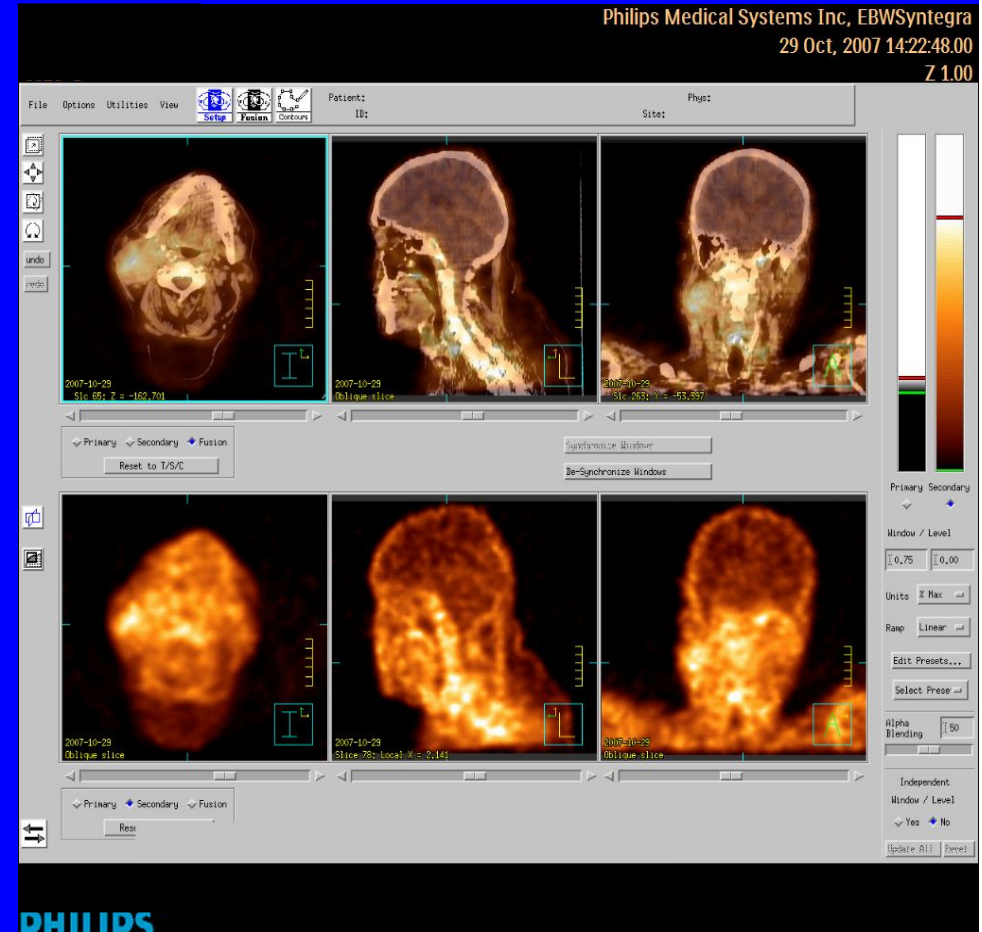 Philips Medical Systems Inc, EBWSyntegra
29 Oct, 2007 14:22:48.00
Z 1.00
File Options Utilities View
Setup Fusion Contours
Patient:
ID:
Phys:
Site:
undo
redo
2007-10-29
Slc 65; Z = -162,701
2007-10-29
Oblique slice
2007-10-29
Slc 263; Y = -53,597
A
Primary Secondary Fusion
Reset to T/S/C
Synchronize Windows
De-Synchronize Windows
Primary Secondary
Window / Level
0.75 0.00
Units % Max
Ramp Linear
Edit Presets...
Select Prese
Alpha
Blending 50
Independent
Window / Level
Yes No
Update All Reset
2007-10-29
Oblique slice
2007-10-29
Slice 78; Local X = -2,141
2007-10-29
Oblique slice
A
Primary Secondary Fusion
Rese
PHILIPS